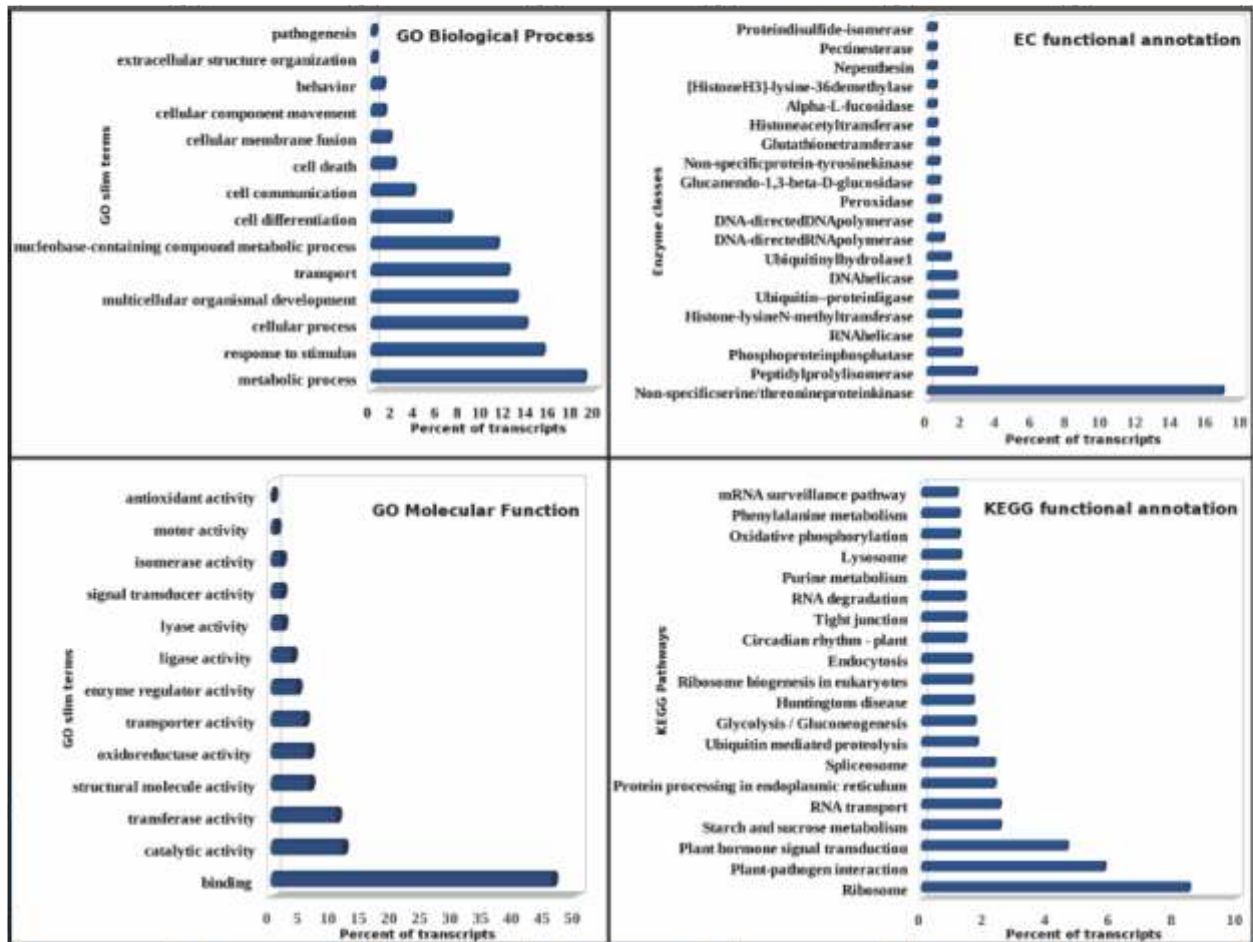 GO Biological Process
GO slim terms
pathogenesis
extracellular structure organization
behavior
cellular component movement
cellular membrane fusion
cell death
cell communication
cell differentiation
nucleobase-containing compound metabolic process
transport
multicellular organismal development
cellular process
response to stimulus
metabolic process
0 2 4 6 8 10 12 14 16 18 20
Percent of transcripts
EC functional annotation
Enzyme classes
Proteindisulfide-isomerase
Pectinesterase
Nepenthesin
[HistoneH3]-lysine-36demethylase
Alpha-L-fucosidase
Histoneacetyltransferase
Glutathionetramferase
Non-specificprotein-tyrosinekinase
Glucanendo-1,3-beta-D-glucosidase
Peroxidase
DNA-directedDNApolymerase
DNA-directedRNApolymerase
Ubiquitinylhydrolase1
DNAhelicase
Ubiquitin--proteinligase
Histone-lysineN-methyltransferase
RNAhelicase
Phosphoproteinphosphatase
Peptidylprolylisomerase
Non-specificserine/threonineproteinkinase
0 2 4 6 8 10 12 14 16 18
Percent of transcripts
GO Molecular Function
GO slim terms
antioxidant activity
motor activity
isomerase activity
signal transducer activity
lyase activity
ligase activity
enzyme regulator activity
transporter activity
oxidoreductase activity
structural molecule activity
transferase activity
catalytic activity
binding
0 5 10 15 20 25 30 35 40 45 50
Percent of transcripts
KEGG functional annotation
KEGG Pathways
mRNA surveillance pathway
Phenylalanine metabolism
Oxidative phosphorylation
Lysosome
Purine metabolism
RNA degradation
Tight junction
Circadian rhythm - plant
Endocytosis
Ribosome biogenesis in eukaryotes
Huntingtom disease
Glycolysis / Gluconeogenesis
Ubiquitin mediated proteolysis
Spliceosome
Protein processing in endoplasmic reticulum
RNA transport
Starch and sucrose metabolism
Plant hormone signal transduction
Plant-pathogen interaction
Ribosome
0 2 4 6 8 10
Percent of transcripts